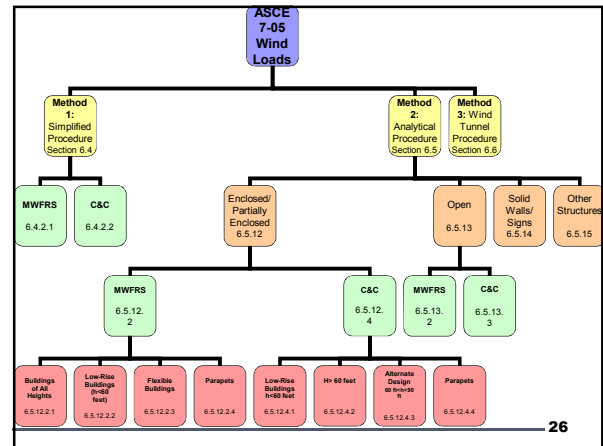 ASCE
7-05
Wind
Loads
Method
1:
Simplified
Procedure
Section 6.4
Method
2:
Analytical
Procedure
Section 6.5
Method
3: Wind
Tunnel
Procedure
Section 6.6
MWFRS
6.4.2.1
C&C
6.4.2.2
Enclosed/
Partially
Enclosed
6.5.12
Open
6.5.13
Solid
Walls/
Signs
6.5.14
Other
Structures
6.5.15
MWFRS
6.5.12.
2
C&C
6.5.12.
4
MWFRS
6.5.13.
2
C&C
6.5.13.
3
Buildings
of All
Heights
6.5.12.2.1
Low-Rise
Buildings
(h<60
feet)
6.5.12.2.2
Flexible
Buildings
6.5.12.2.3
Parapets
6.5.12.2.4
Low-Rise
Buildings
h<60 feet
6.5.12.4.1
H> 60 feet
6.5.12.4.2
Alternate
Design
60 ft<h<90
ft
6.5.12.4.3
Parapets
6.5.12.4.4
26